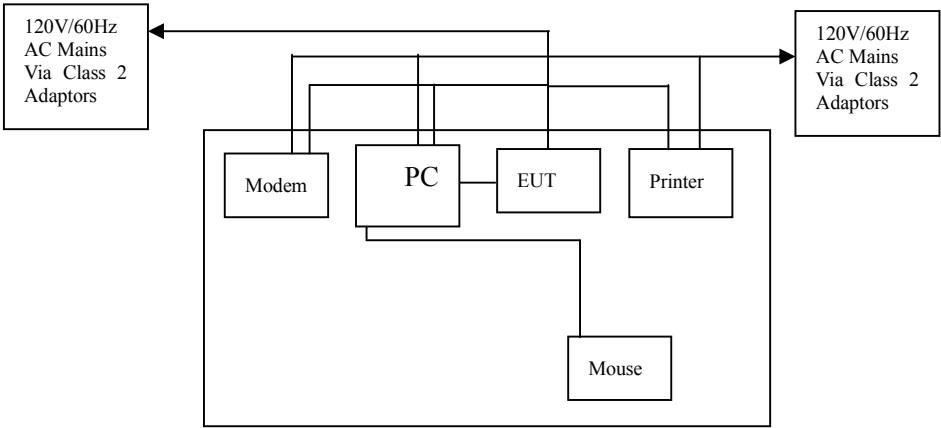 120V/60Hz
AC Mains
Via Class 2
Adaptors
120V/60Hz
AC Mains
Via Class 2
Adaptors
Modem
PC
EUT
Printer
Mouse